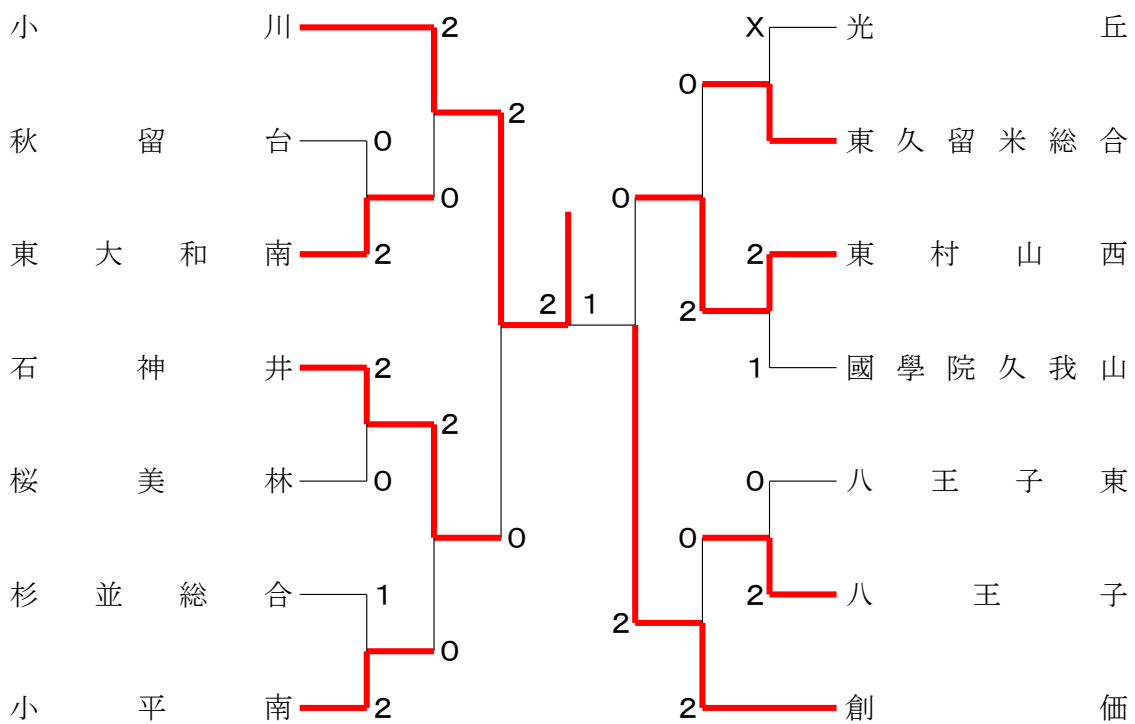 小川 2 X 光丘
0
2
秋留台 0 東久留米総合
0 0
東大和南 2 2 東村山西
2 1 2
石神井 2 1 國學院久我山
2
桜美林 0 0 八王子東
0 0
杉並総合 1 2 八王子
2
0
小平南 2 2 創価